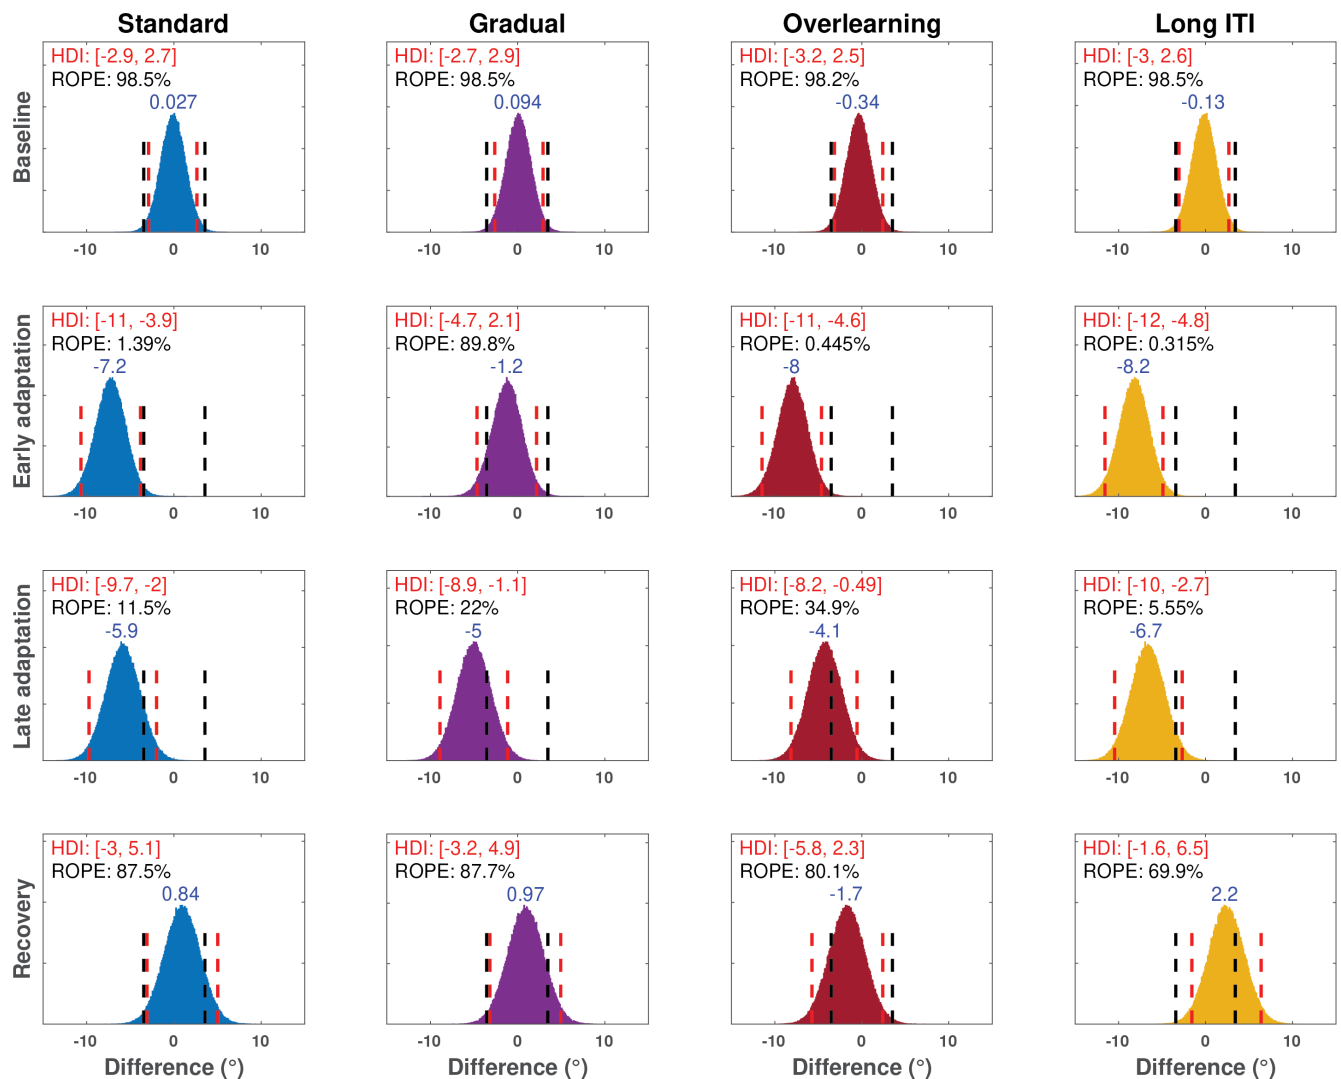 Standard Gradual Overlearning Long ITI
Baseline
HDI: [-2.9, 2.7] HDI: [-2.7, 2.9] HDI: [-3.2, 2.5] HDI: [-3, 2.6]
ROPE: 98.5% ROPE: 98.5% ROPE: 98.2% ROPE: 98.5%
0.027 0.094 -0.34 -0.13
-10 0 10 -10 0 10 -10 0 10 -10 0 10
Early adaptation
HDI: [-11, -3.9] HDI: [-4.7, 2.1] HDI: [-11, -4.6] HDI: [-12, -4.8]
ROPE: 1.39% ROPE: 89.8% ROPE: 0.445% ROPE: 0.315%
-7.2 -1.2 -8 -8.2
-10 0 10 -10 0 10 -10 0 10 -10 0 10
Late adaptation
HDI: [-9.7, -2] HDI: [-8.9, -1.1] HDI: [-8.2, -0.49] HDI: [-10, -2.7]
ROPE: 11.5% ROPE: 22% ROPE: 34.9% ROPE: 5.55%
-5.9 -5 -4.1 -6.7
-10 0 10 -10 0 10 -10 0 10 -10 0 10
Recovery
HDI: [-3, 5.1] HDI: [-3.2, 4.9] HDI: [-5.8, 2.3] HDI: [-1.6, 6.5]
ROPE: 87.5% ROPE: 87.7% ROPE: 80.1% ROPE: 69.9%
0.84 0.97 -1.7 2.2
-10 0 10 -10 0 10 -10 0 10 -10 0 10
Difference (°) Difference (°) Difference (°) Difference (°)